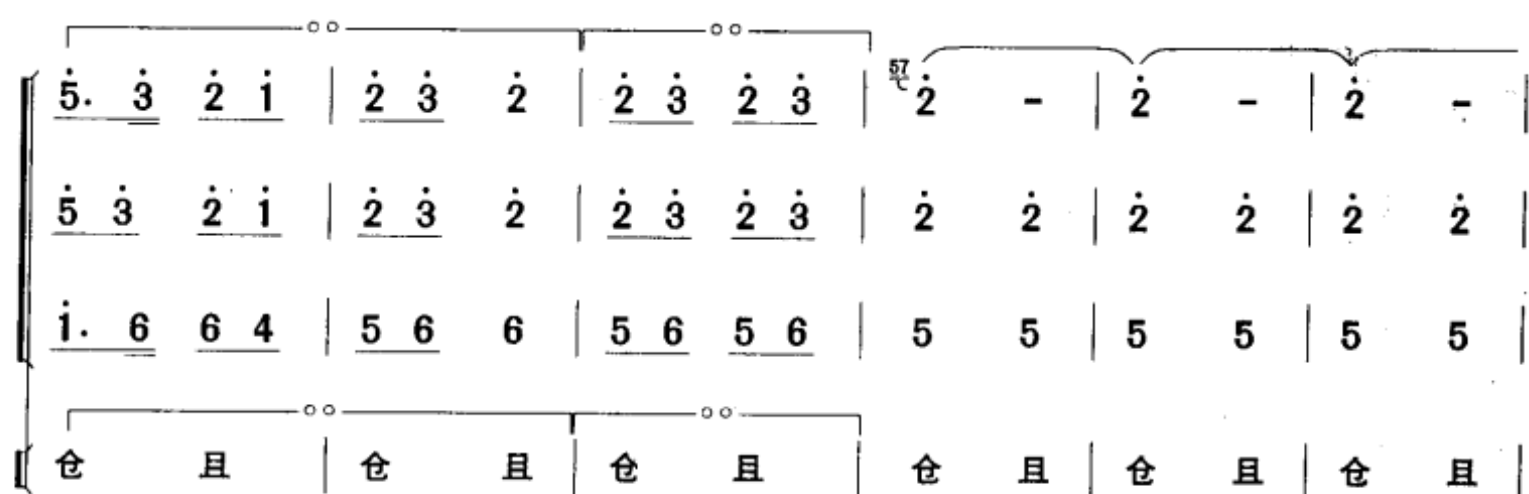 5̇. 3̇ 2̇ 1̇ | 2̇ 3̇ 2̇ | 2̇ 3̇ 2̇ 3̇ | 57 2̇ - | 2̇ - | 2̇ - |
5̇ 3̇ 2̇ 1̇ | 2̇ 3̇ 2̇ | 2̇ 3̇ 2̇ 3̇ | 2̇ 2̇ | 2̇ 2̇ | 2̇ 2̇ |
1̇. 6 6 4 | 5 6 6 | 5 6 5 6 | 5 5 | 5 5 | 5 5 |
仓 且 | 仓 且 | 仓 且 | 仓 且 | 仓 且 | 仓 且 |